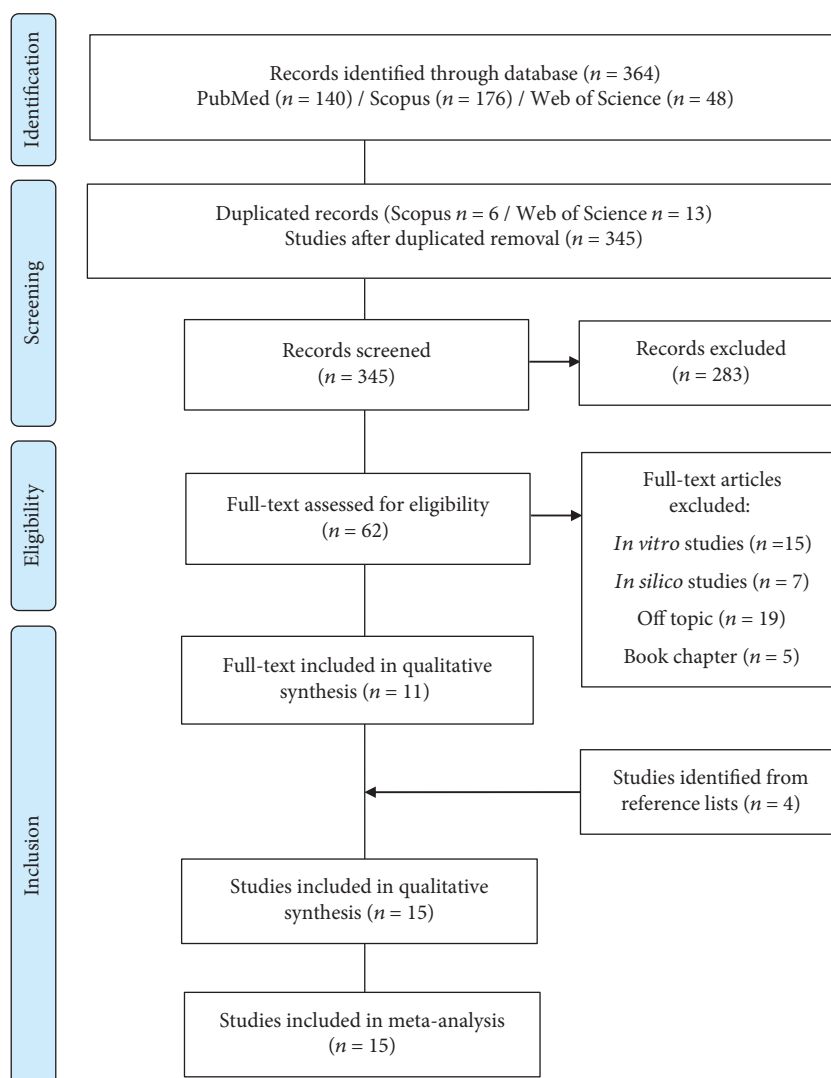 Identification
Records identified through database (n = 364)
PubMed (n = 140) / Scopus (n = 176) / Web of Science (n = 48)
Screening
Duplicated records (Scopus n = 6 / Web of Science n = 13)
Studies after duplicated removal (n = 345)
Records screened
(n = 345)
Records excluded
(n = 283)
Eligibility
Full-text assessed for eligibility
(n = 62)
Full-text articles
excluded:
In vitro studies (n =15)
In silico studies (n = 7)
Off topic (n = 19)
Book chapter (n = 5)
Inclusion
Full-text included in qualitative
synthesis (n = 11)
Studies identified from
reference lists (n = 4)
Studies included in qualitative
synthesis (n = 15)
Studies included in meta-analysis
(n = 15)